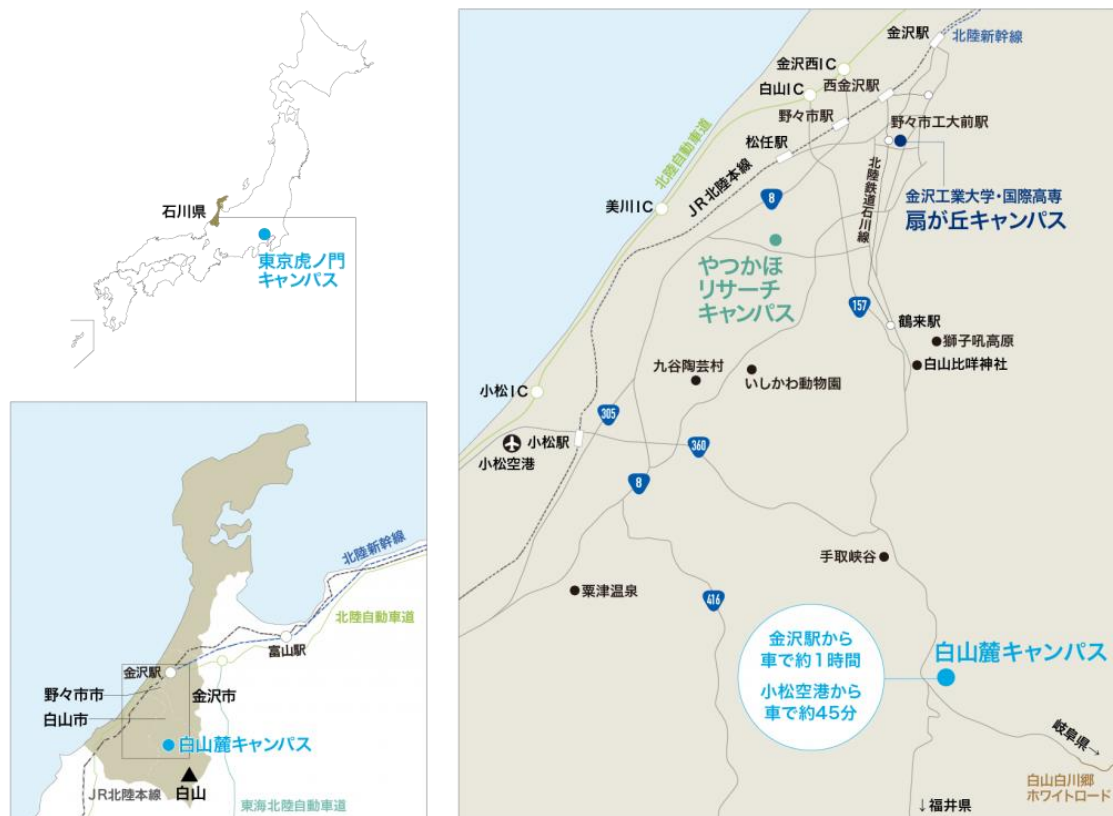 石川県
東京虎ノ門
キャンパス
北陸新幹線
北陸自動車道
富山駅
金沢駅
野々市市
金沢市
白山市
白山麓キャンパス
JR北陸本線
白山
東海北陸自動車道
金沢駅
北陸新幹線
金沢西IC
白山IC
西金沢駅
野々市駅
野々市工大前駅
松任駅
北陸自動車道
JR北陸本線
北陸鉄道石川線
美川IC
8
金沢工業大学・国際高専
扇が丘キャンパス
やつかほ
リサーチ
キャンパス
157
鶴来駅
獅子吼高原
白山比咩神社
九谷陶芸村
いしかわ動物園
小松IC
305
小松駅
360
小松空港
8
手取峡谷
粟津温泉
416
金沢駅から
車で約1時間
小松空港から
車で約45分
白山麓キャンパス
岐阜県→
白山白川郷
ホワイトロード
↓福井県